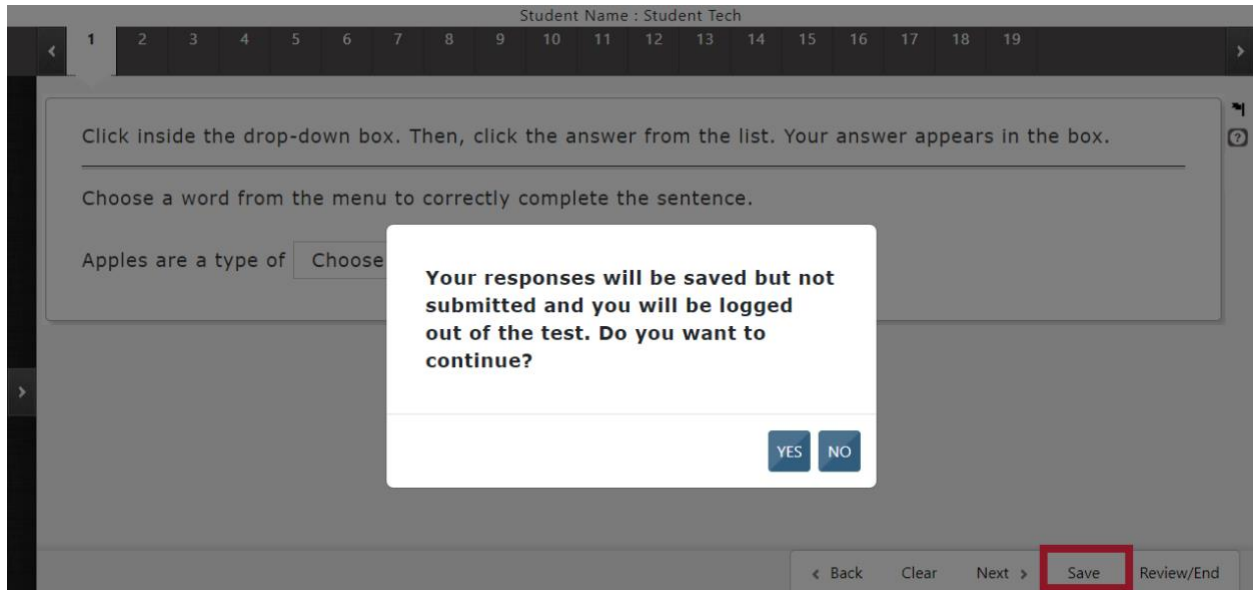 Student Name : Student Tech
1 2 3 4 5 6 7 8 9 10 11 12 13 14 15 16 17 18 19
Click inside the drop-down box. Then, click the answer from the list. Your answer appears in the box.
Choose a word from the menu to correctly complete the sentence.
Apples are a type of Choose
Your responses will be saved but not
submitted and you will be logged
out of the test. Do you want to
continue?
YES NO
Back Clear Next Save Review/End